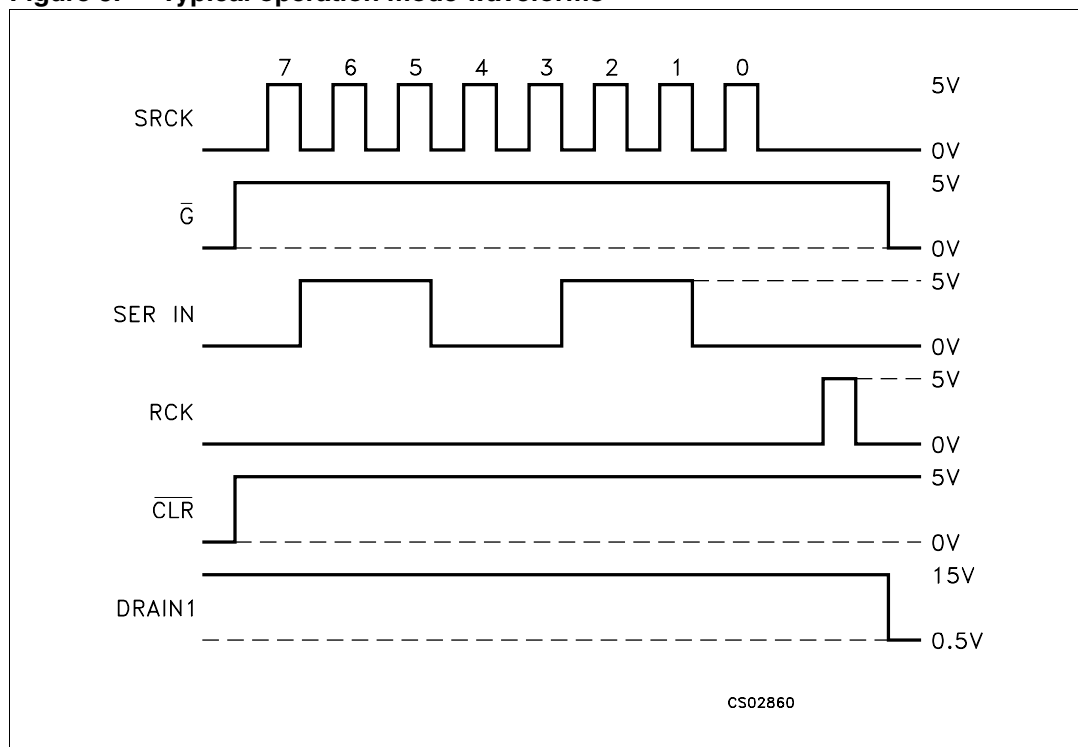 Figure 8. Typical operation mode waveforms
7 6 5 4 3 2 1 0
5V
SRCK
0V
5V
G
0V
5V
SER IN
0V
5V
RCK
0V
5V
CLR
0V
15V
DRAIN1
0.5V
CS02860